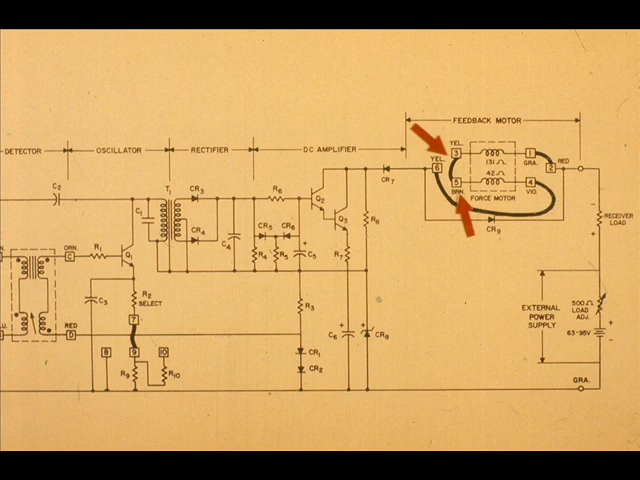 FEEDBACK MOTOR
DETECTOR
OSCILLATOR
RECTIFIER
DC AMPLIFIER
YEL.
3
1
131 Ω
GRA.
YEL.
6
2
RED
CR7
42 Ω
5
4
BRN.
VIO.
FORCE MOTOR
CR9
RECEIVER
LOAD
C2
T1
CR3
R6
Q2
Q3
R8
C1
CR4
C4
CR5
CR6
R4
R5
C5
R7
ORN.
C
R1
Q1
C3
R2
SELECT
R3
7
RED
D
8
9
10
R9
R10
CR1
CR2
C6
CR8
EXTERNAL
POWER
SUPPLY
500 Ω
LOAD
ADJ.
63-95V
GRA.